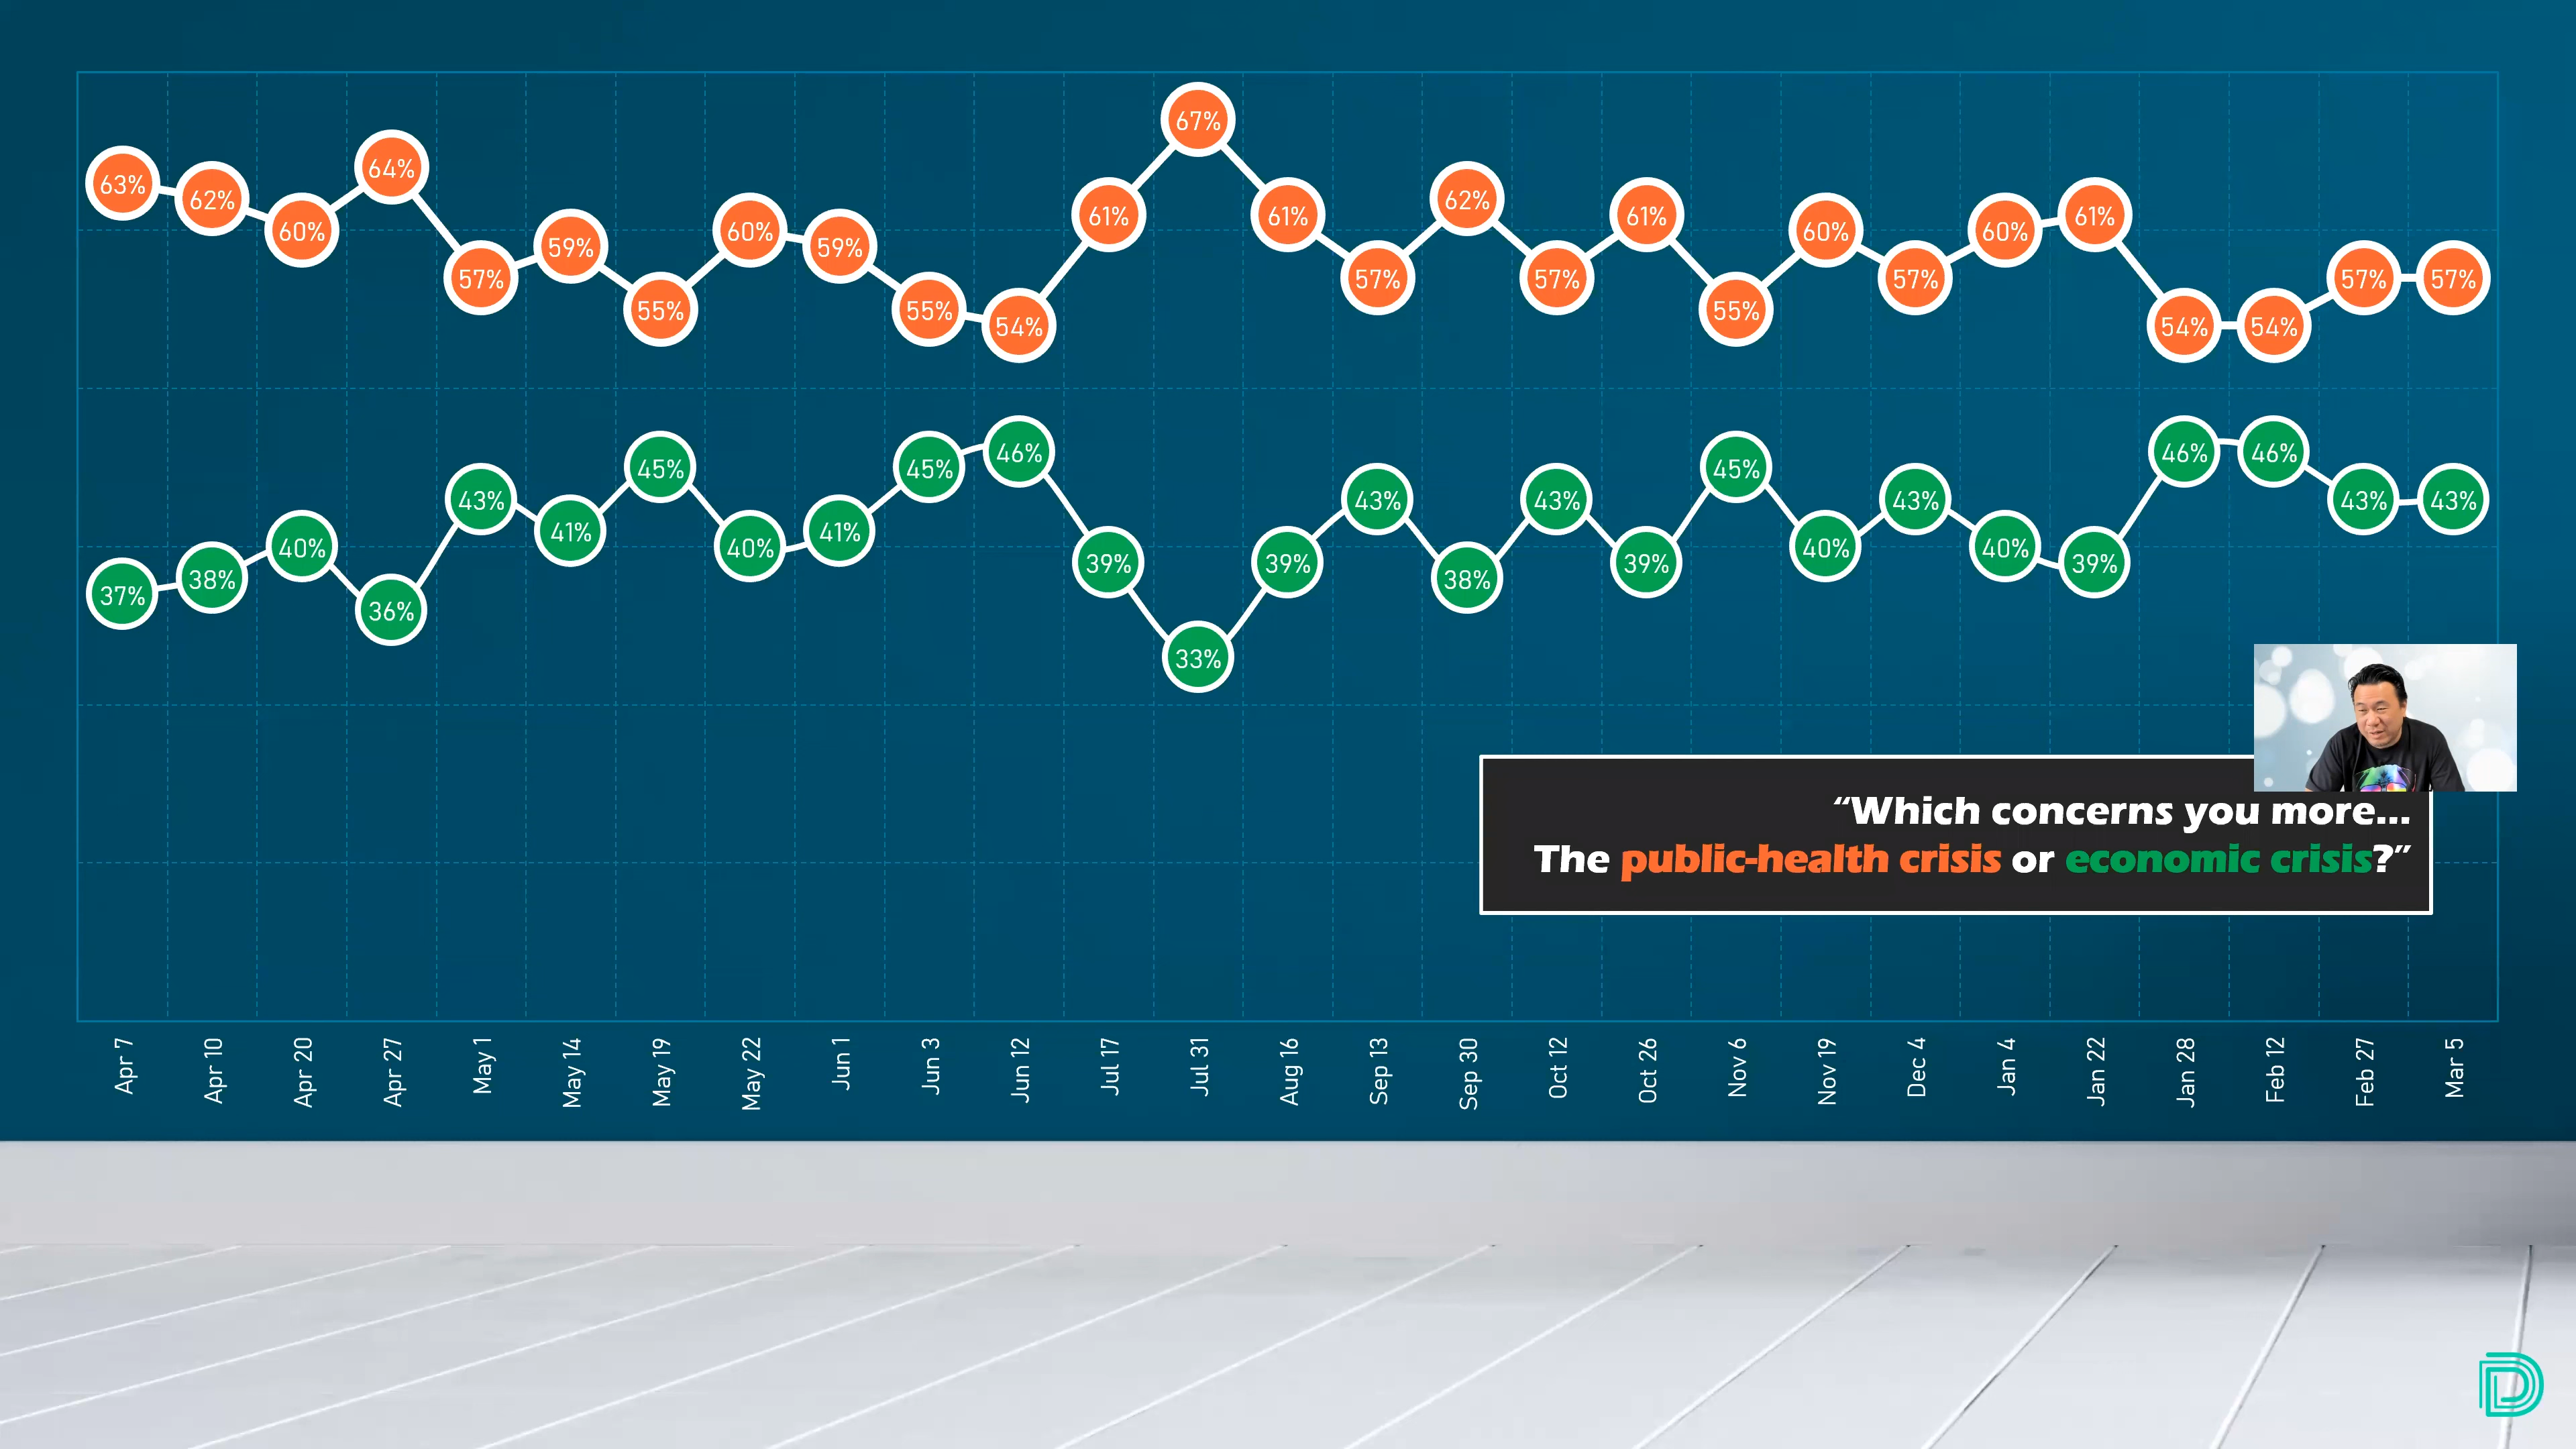 67%
64%
63%
62%
60%
57%
59%
55%
60%
59%
55%
54%
61%
61%
57%
62%
57%
61%
55%
60%
57%
60%
61%
54%
54%
57%
57%
37%
38%
40%
36%
43%
41%
45%
40%
41%
45%
46%
39%
33%
39%
43%
38%
43%
39%
45%
40%
43%
40%
39%
46%
46%
43%
43%
“Which concerns you more...
The public-health crisis or economic crisis?”
Apr 7
Apr 10
Apr 20
Apr 27
May 1
May 14
May 19
May 22
Jun 1
Jun 3
Jun 12
Jul 17
Jul 31
Aug 16
Sep 13
Sep 30
Oct 12
Oct 26
Nov 6
Nov 19
Dec 4
Jan 4
Jan 22
Jan 28
Feb 12
Feb 27
Mar 5